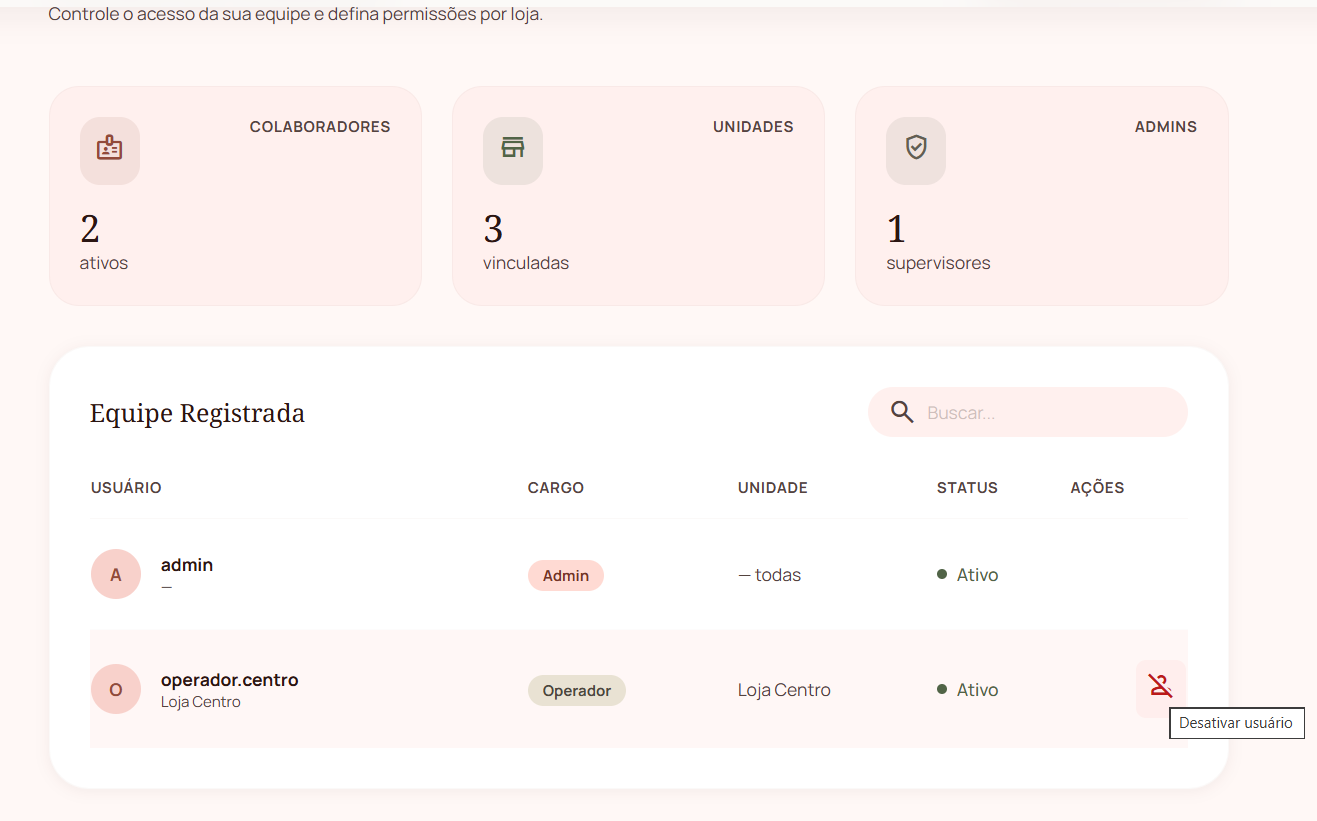 Controle o acesso da sua equipe e defina permissões por loja.
COLABORADORES
2
ativos
UNIDADES
3
vinculadas
ADMINS
1
supervisores
Equipe Registrada
Buscar...
USUÁRIO CARGO UNIDADE STATUS AÇÕES
A admin Admin — todas Ativo
—
O operador.centro Operador Loja Centro Ativo
Loja Centro
Desativar usuário